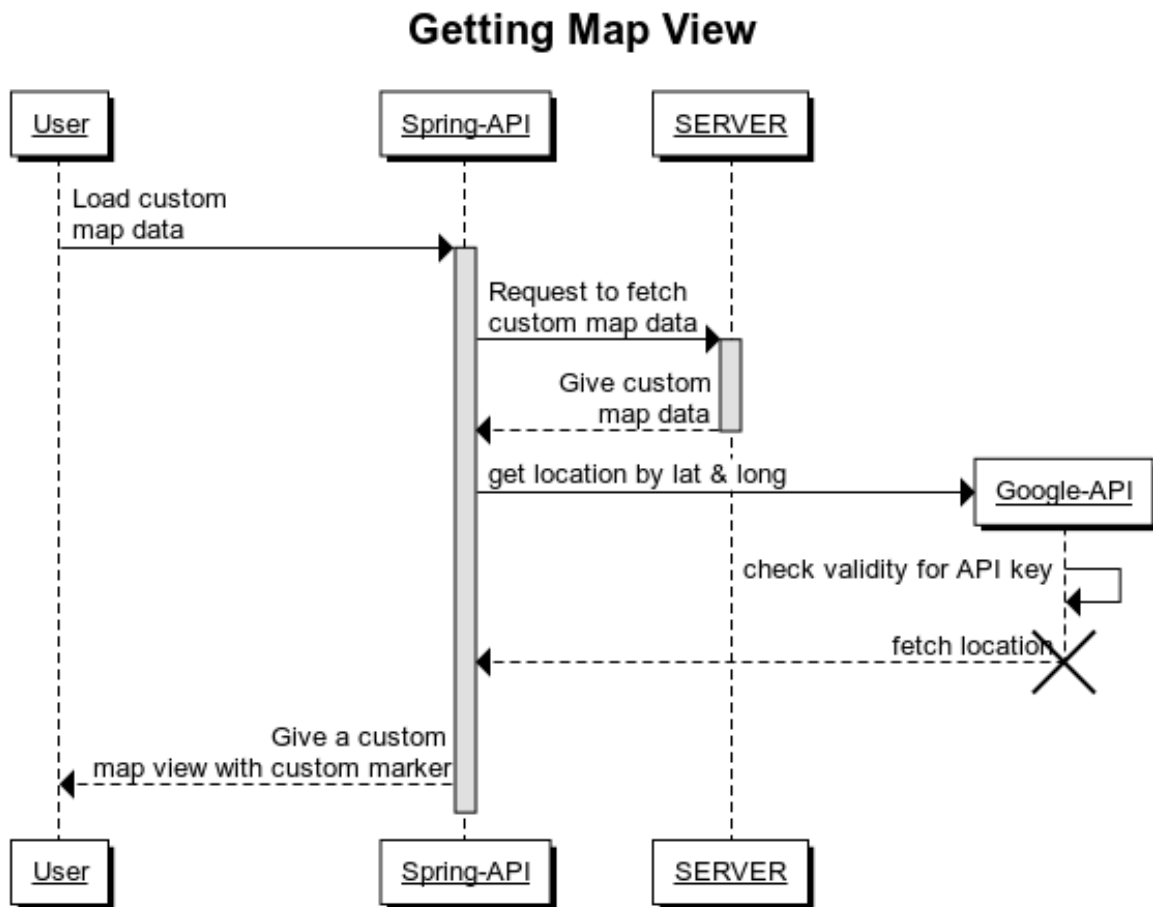 Getting Map View
User
Spring-API
SERVER
Load custom
map data
Request to fetch
custom map data
Give custom
map data
get location by lat & long
Google-API
check validity for API key
fetch location
Give a custom
map view with custom marker
User
Spring-API
SERVER